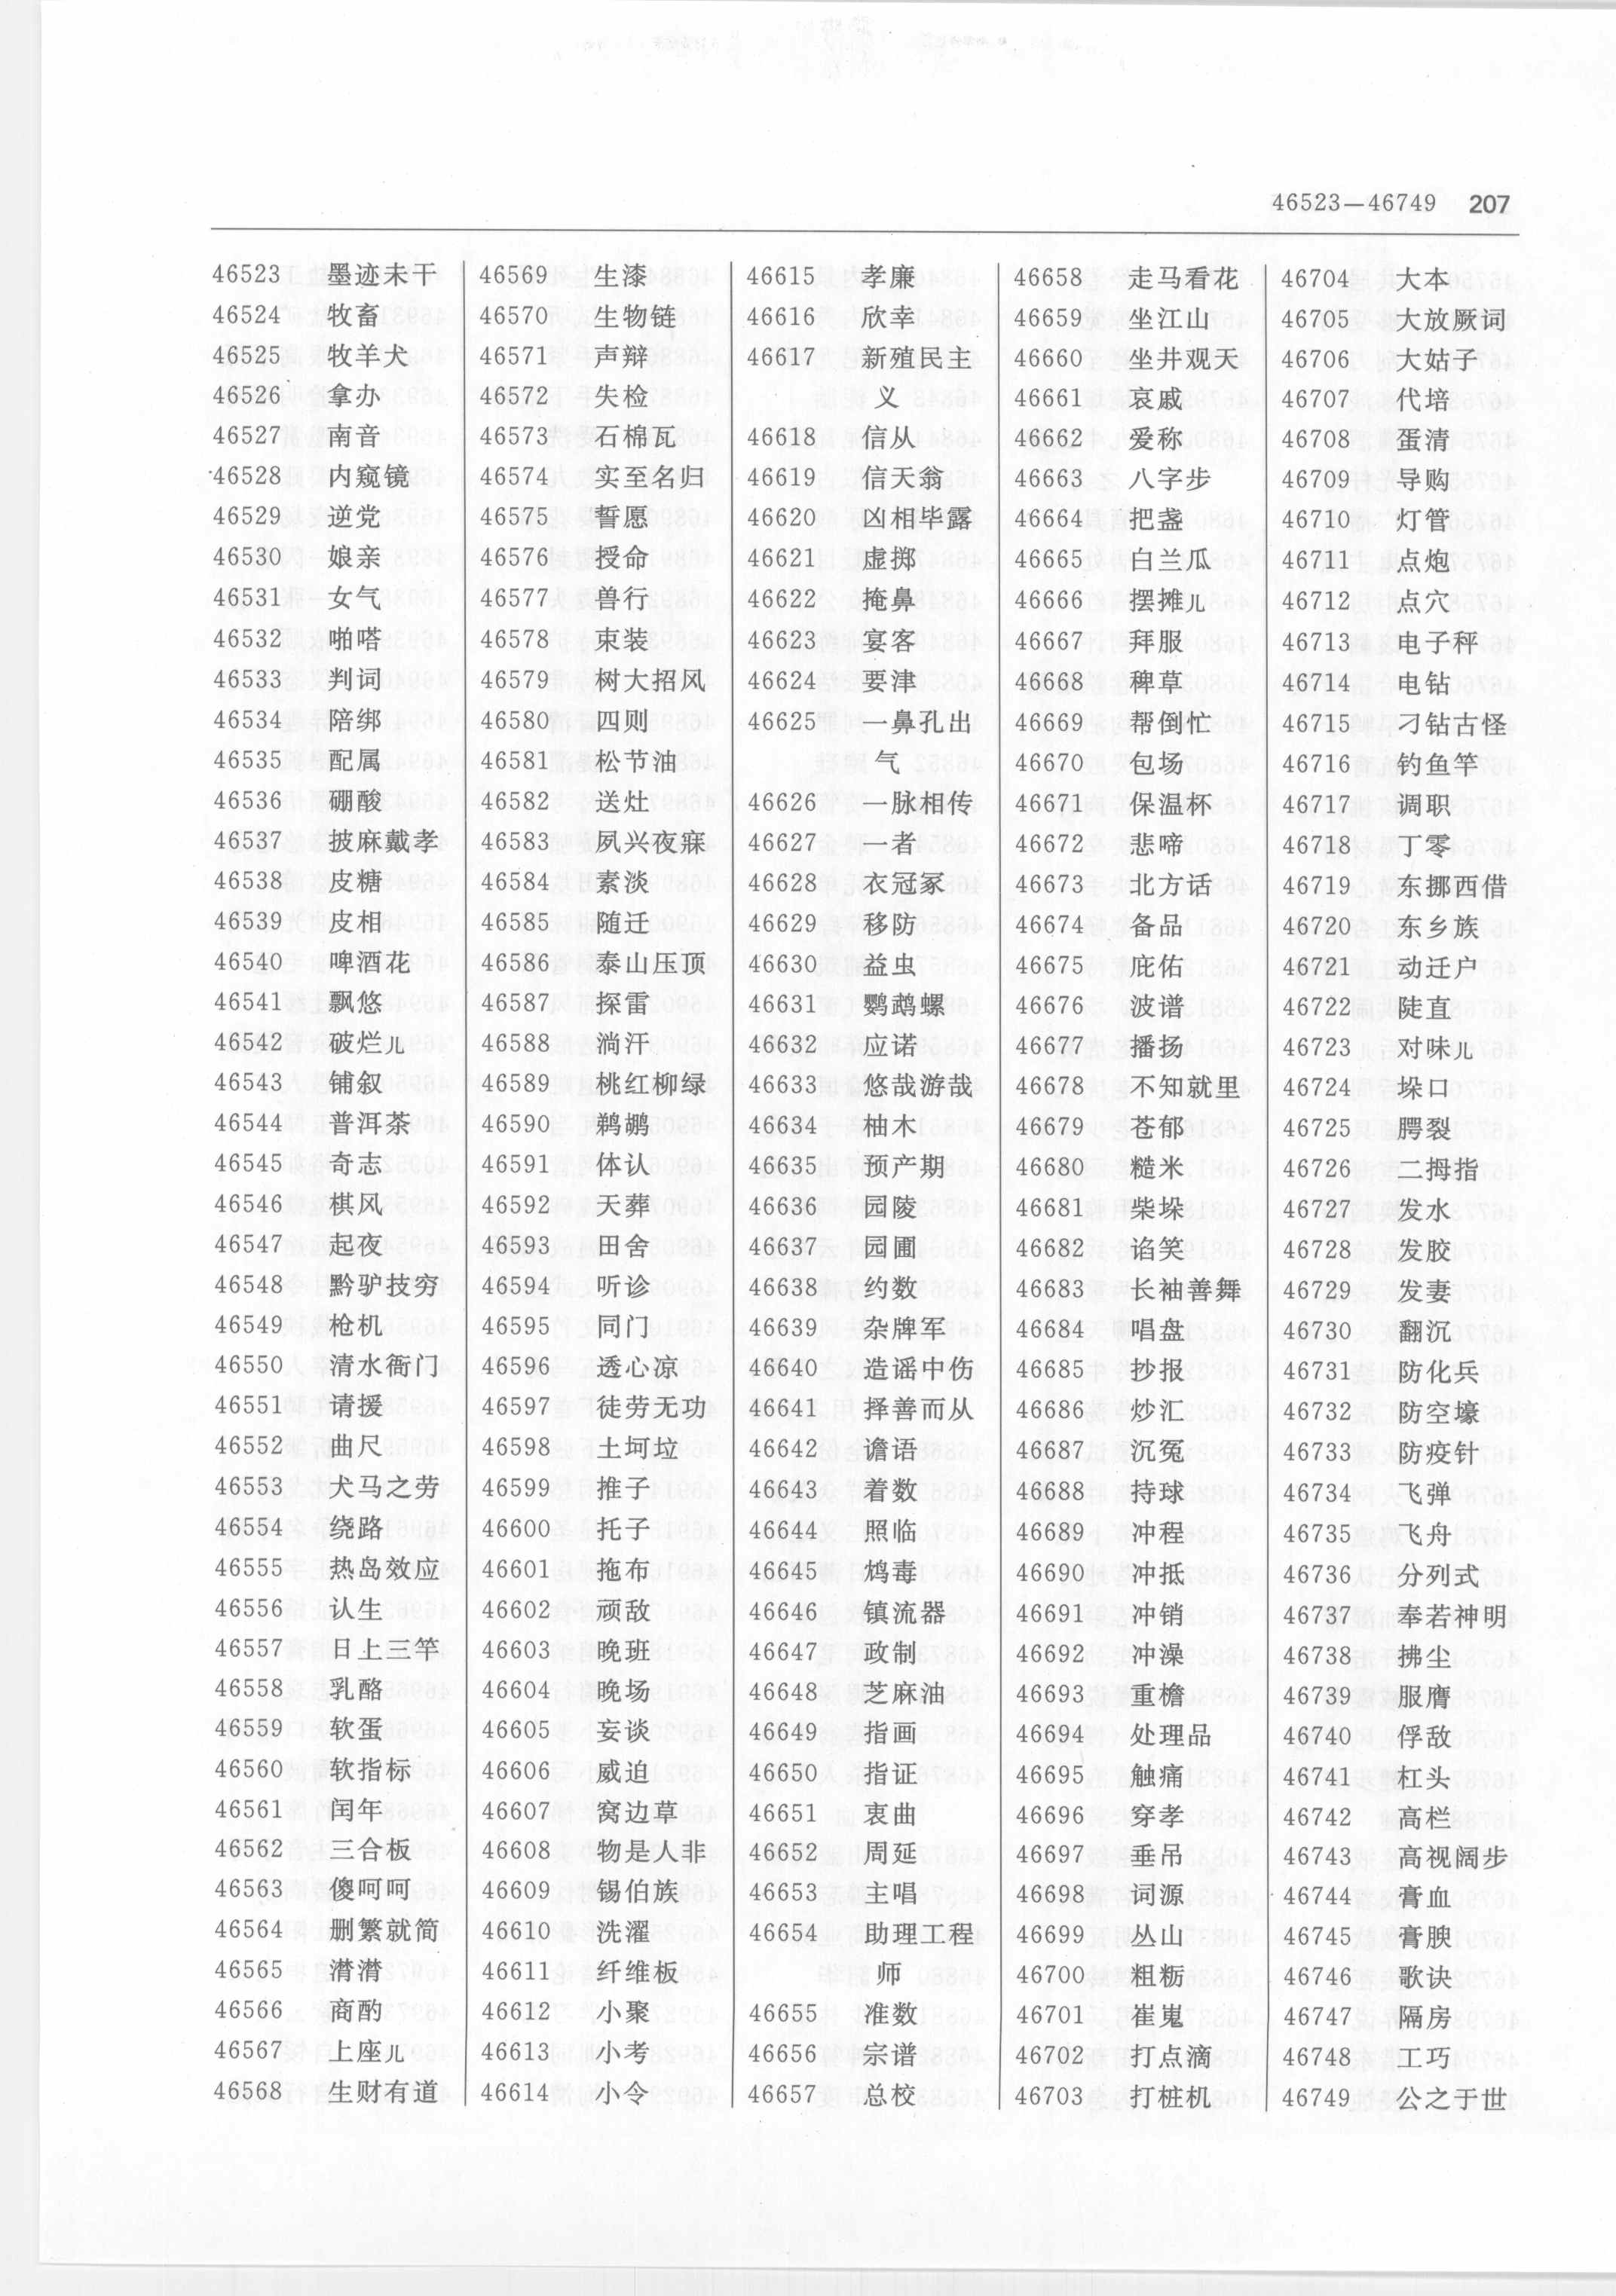 46523—46749 207
46523 墨迹未干
46524 牧畜
46525 牧羊犬
46526 拿办
46527 南音
46528 内窥镜
46529 逆党
46530 娘亲
46531 女气
46532 啪嗒
46533 判词
46534 陪绑
46535 配属
46536 硼酸
46537 披麻戴孝
46538 皮糖
46539 皮相
46540 啤酒花
46541 飘悠
46542 破烂儿
46543 铺叙
46544 普洱茶
46545 奇志
46546 棋风
46547 起夜
46548 黔驴技穷
46549 枪机
46550 清水衙门
46551 请援
46552 曲尺
46553 犬马之劳
46554 绕路
46555 热岛效应
46556 认生
46557 日上三竿
46558 乳酪
46559 软蛋
46560 软指标
46561 闰年
46562 三合板
46563 傻呵呵
46564 删繁就简
46565 潸潸
46566 商酌
46567 上座儿
46568 生财有道
46569 生漆
46570 生物链
46571 声辩
46572 失检
46573 石棉瓦
46574 实至名归
46575 誓愿
46576 授命
46577 兽行
46578 束装
46579 树大招风
46580 四则
46581 松节油
46582 送灶
46583 夙兴夜寐
46584 素淡
46585 随迁
46586 泰山压顶
46587 探雷
46588 淌汗
46589 桃红柳绿
46590 鹈鹕
46591 体认
46592 天葬
46593 田舍
46594 听诊
46595 同门
46596 透心凉
46597 徒劳无功
46598 土坷垃
46599 推子
46600 托子
46601 拖布
46602 顽敌
46603 晚班
46604 晚场
46605 妄谈
46606 威迫
46607 窝边草
46608 物是人非
46609 锡伯族
46610 洗濯
46611 纤维板
46612 小聚
46613 小考
46614 小令
46615 孝廉
46616 欣幸
46617 新殖民主
义
46618 信从
46619 信天翁
46620 凶相毕露
46621 虚掷
46622 掩鼻
46623 宴客
46624 要津
46625 一鼻孔出
气
46626 一脉相传
46627 一者
46628 衣冠冢
46629 移防
46630 益虫
46631 鹦鹉螺
46632 应诺
46633 悠哉游哉
46634 柚木
46635 预产期
46636 园陵
46637 园圃
46638 约数
46639 杂牌军
46640 造谣中伤
46641 择善而从
46642 谵语
46643 着数
46644 照临
46645 鸩毒
46646 镇流器
46647 政制
46648 芝麻油
46649 指画
46650 指证
46651 衷曲
46652 周延
46653 主唱
46654 助理工程
师
46655 准数
46656 宗谱
46657 总校
46658 走马看花
46659 坐江山
46660 坐井观天
46661 哀戚
46662 爱称
46663 八字步
46664 把盏
46665 白兰瓜
46666 摆摊儿
46667 拜服
46668 稗草
46669 帮倒忙
46670 包场
46671 保温杯
46672 悲啼
46673 北方话
46674 备品
46675 庇佑
46676 波谱
46677 播扬
46678 不知就里
46679 苍郁
46680 糙米
46681 柴垛
46682 谄笑
46683 长袖善舞
46684 唱盘
46685 抄报
46686 炒汇
46687 沉冤
46688 持球
46689 冲程
46690 冲抵
46691 冲销
46692 冲澡
46693 重檐
46694 处理品
46695 触痛
46696 穿孝
46697 垂吊
46698 词源
46699 丛山
46700 粗粝
46701 崔嵬
46702 打点滴
46703 打桩机
46704 大本
46705 大放厥词
46706 大姑子
46707 代培
46708 蛋清
46709 导购
46710 灯管
46711 点炮
46712 点穴
46713 电子秤
46714 电钻
46715 刁钻古怪
46716 钓鱼竿
46717 调职
46718 丁零
46719 东挪西借
46720 东乡族
46721 动迁户
46722 陡直
46723 对味儿
46724 垛口
46725 腭裂
46726 二拇指
46727 发水
46728 发胶
46729 发妻
46730 翻沉
46731 防化兵
46732 防空壕
46733 防疫针
46734 飞弹
46735 飞舟
46736 分列式
46737 奉若神明
46738 拂尘
46739 服膺
46740 俘敌
46741 杠头
46742 高栏
46743 高视阔步
46744 膏血
46745 膏腴
46746 歌诀
46747 隔房
46748 工巧
46749 公之于世